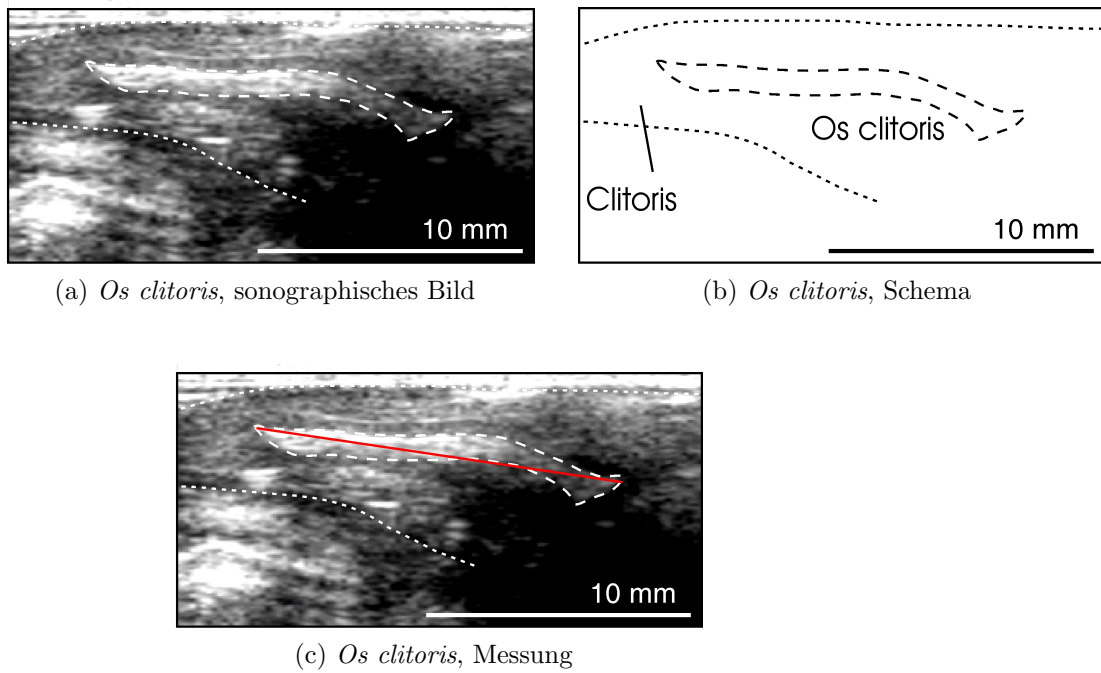 10 mm
Os clitoris
Clitoris
10 mm
(a) Os clitoris, sonographisches Bild
(b) Os clitoris, Schema
10 mm
(c) Os clitoris, Messung